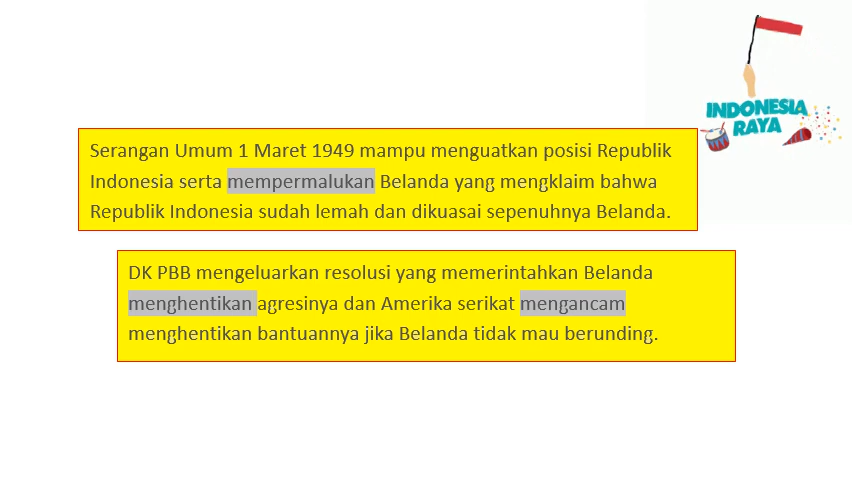 INDONESIA
RAYA
Serangan Umum 1 Maret 1949 mampu menguatkan posisi Republik
Indonesia serta mempermalukan Belanda yang mengklaim bahwa
Republik Indonesia sudah lemah dan dikuasai sepenuhnya Belanda.
DK PBB mengeluarkan resolusi yang memerintahkan Belanda
menghentikan agresinya dan Amerika serikat mengancam
menghentikan bantuannya jika Belanda tidak mau berunding.